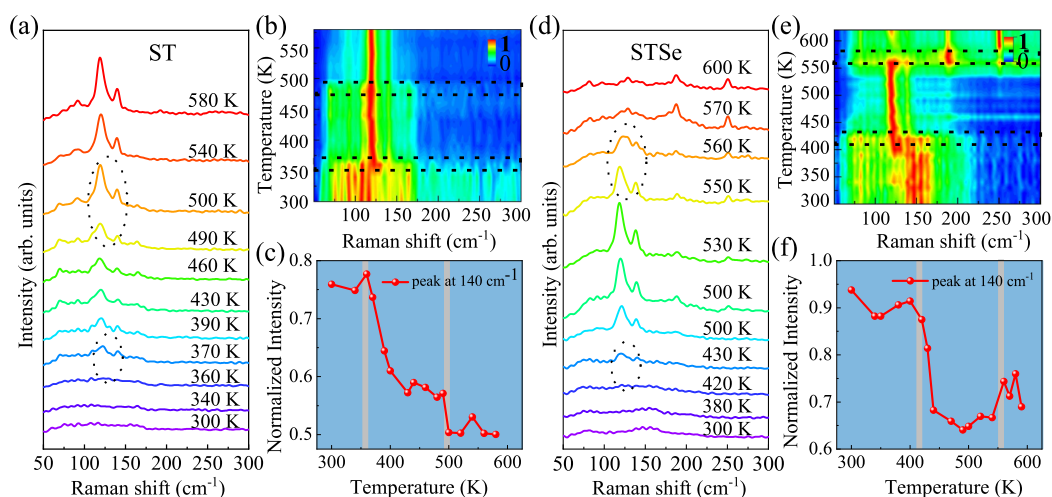 (a)
ST
580 K
540 K
500 K
490 K
460 K
430 K
390 K
370 K
360 K
340 K
300 K
Intensity (arb. units)
50 100 150 200 250 300
Raman shift (cm⁻¹)
(b)
1
0
550
500
450
400
350
300
Temperature (K)
100 150 200 250 300
Raman shift (cm⁻¹)
(c)
0.8
0.7
0.6
0.5
Normalized Intensity
peak at 140 cm⁻¹
300 400 500 600
Temperature (K)
(d)
STSe
600 K
570 K
560 K
550 K
530 K
500 K
500 K
430 K
420 K
380 K
300 K
Intensity (arb. units)
50 100 150 200 250 300
Raman shift (cm⁻¹)
(e)
1
0
600
550
500
450
400
350
300
Temperature (K)
100 150 200 250 300
Raman shift (cm⁻¹)
(f)
1.0
0.9
0.8
0.7
0.6
Normalized Intensity
peak at 140 cm⁻¹
300 400 500 600
Temperature (K)